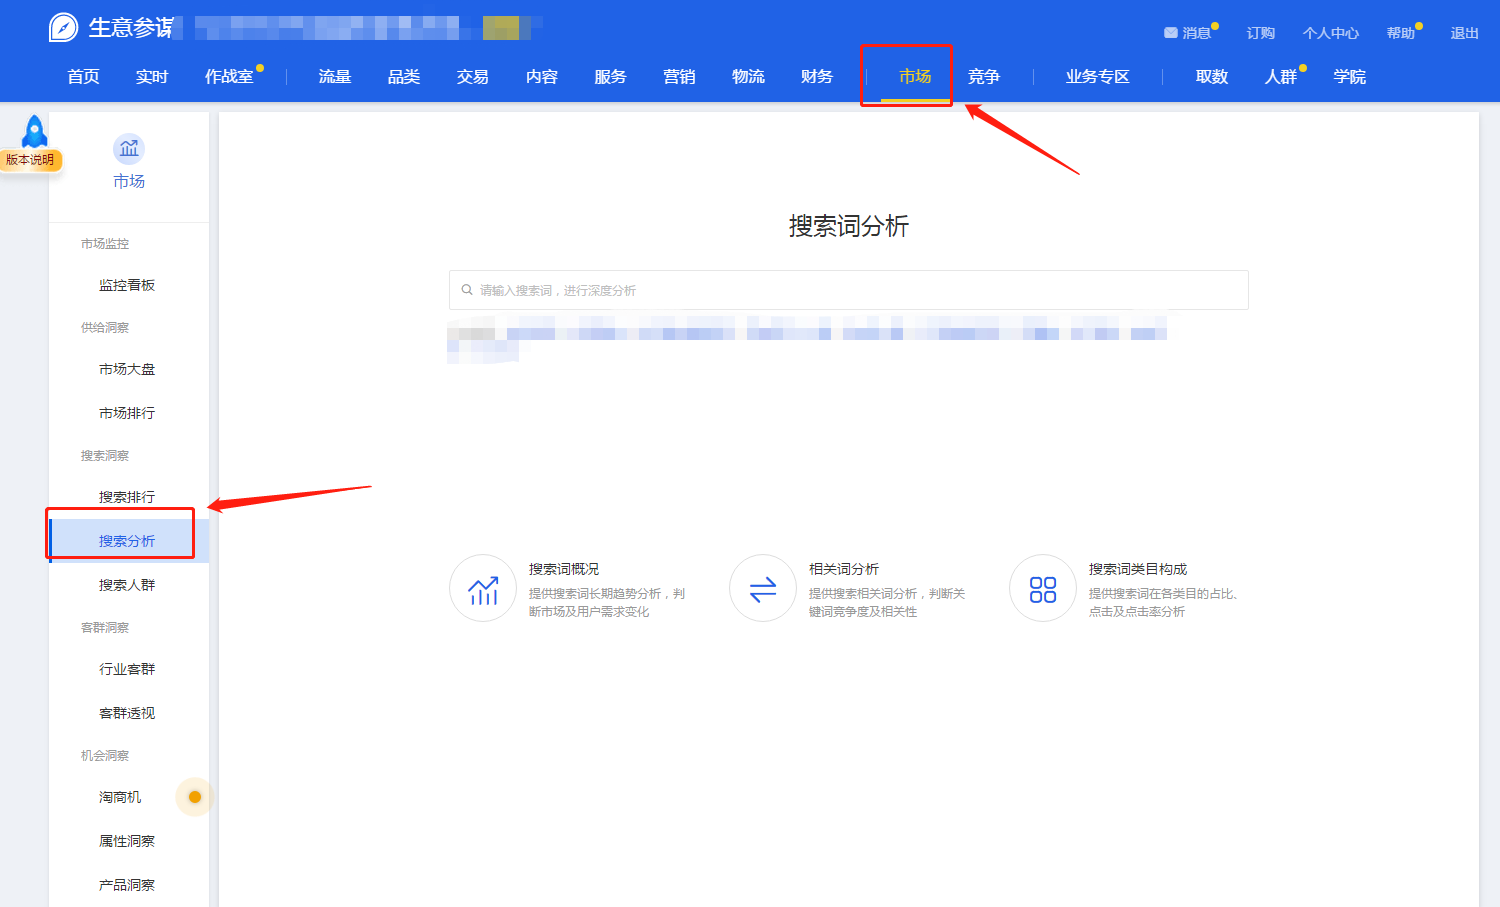 生意参谋
消息 订购 个人中心 帮助 退出
首页 实时 作战室 流量 品类 交易 内容 服务 营销 物流 财务 市场 竞争 业务专区 取数 人群 学院
版本说明
市场
市场监控
监控看板
供给洞察
市场大盘
市场排行
搜索洞察
搜索排行
搜索分析
搜索人群
客群洞察
行业客群
客群透视
机会洞察
淘商机
属性洞察
产品洞察
搜索词分析
请输入搜索词，进行深度分析
搜索词概况
提供搜索词长期趋势分析，判
断市场及用户需求变化
相关词分析
提供搜索相关词分析，判断关
键词竞争度及相关性
搜索词类目构成
提供搜索词在各类目的占比、
点击及点击率分析